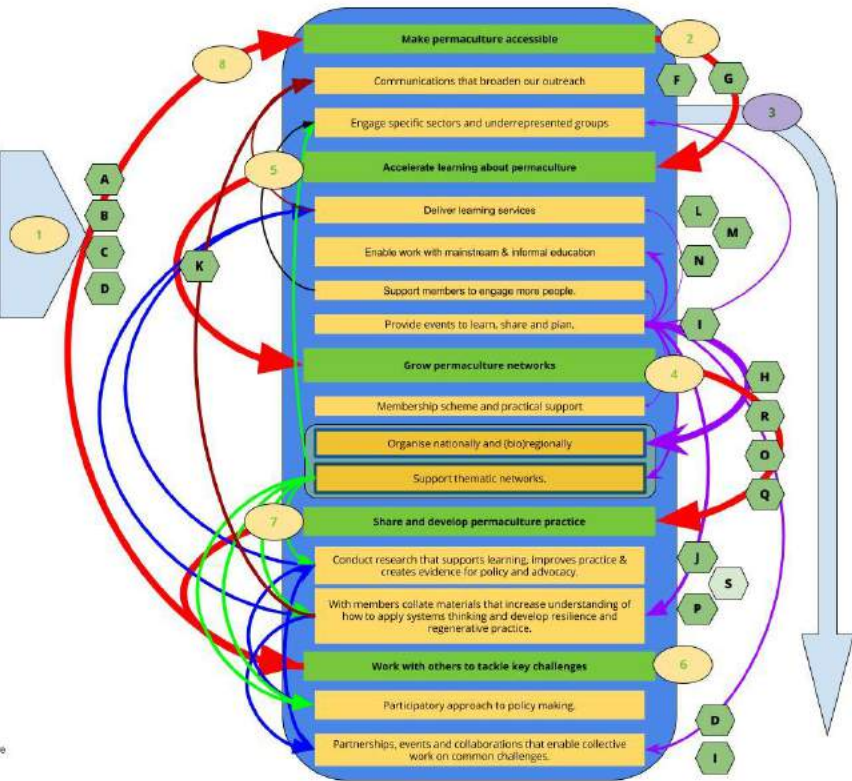 Make permaculture accessible
8
2
Communications that broaden our outreach
F
G
Engage specific sectors and underrepresented groups
3
5
Accelerate learning about permaculture
A
B
C
D
1
Deliver learning services
L
M
Enable work with mainstream & informal education
N
K
Support members to engage more people.
Provide events to learn, share and plan.
I
Grow permaculture networks
4
H
Membership scheme and practical support
R
Organise nationally and (bio)regionally
O
Support thematic networks.
Q
7
Share and develop permaculture practice
Conduct research that supports learning, improves practice &
creates evidence for policy and advocacy.
J
S
With members collate materials that increase understanding of
how to apply systems thinking and develop resilience and
regenerative practice.
P
Work with others to tackle key challenges
6
Participatory approach to policy making.
D
Partnerships, events and collaborations that enable collective
work on common challenges.
I
e